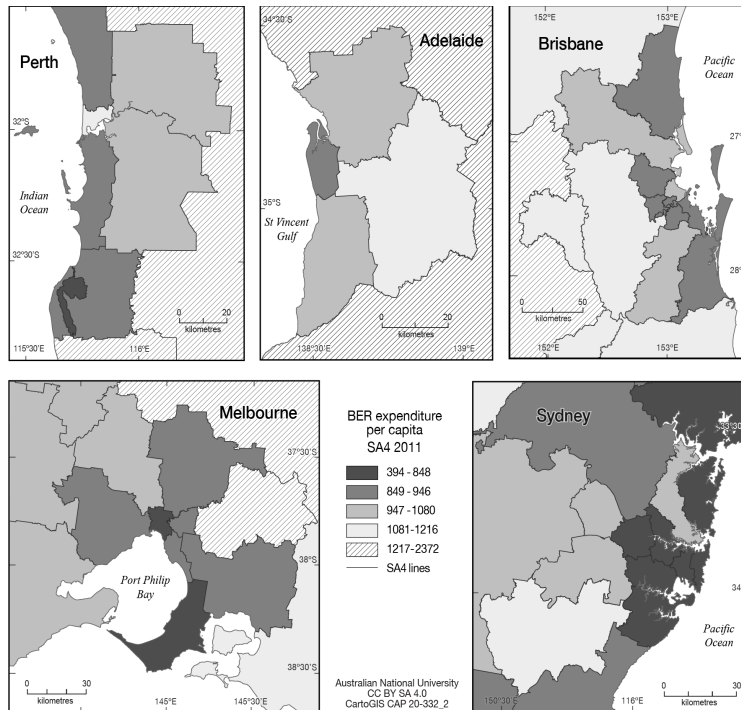 Perth
32°S
Indian
Ocean
32°30'S
0 20
kilometres
115°30'E 116°E
34°30'S
Adelaide
35°S
St Vincent
Gulf
0 20
kilometres
138°30'E 139°E
152°E 153°E
Brisbane
Pacific
Ocean
27°
28°
0 50
kilometres
152°E 153°E
Melbourne
37°30'S
38°S
Port Philip
Bay
38°30'S
0 30
kilometres
145°E 145°30'E
BER expenditure
per capita
SA4 2011
394 - 848
849 - 946
947 - 1080
1081-1216
1217-2372
SA4 lines
Australian National University
CC BY SA 4.0
CartoGIS CAP 20-332_2
Sydney
33°30
34°
Pacific
Ocean
0 30
kilometres
150°30'E 116°E